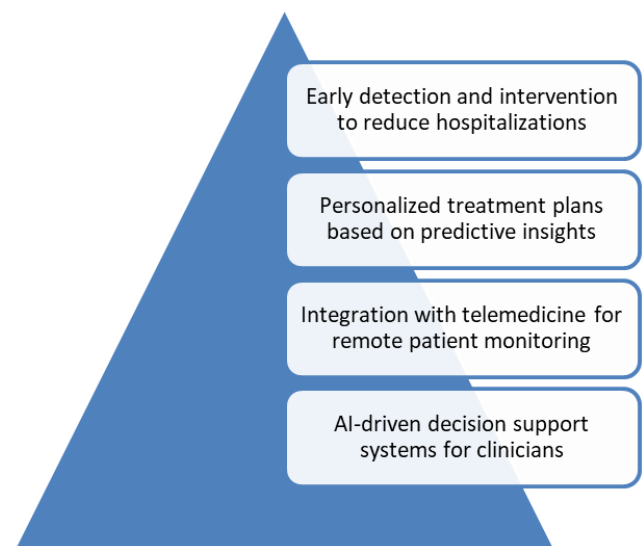 Early detection and intervention
to reduce hospitalizations
Personalized treatment plans
based on predictive insights
Integration with telemedicine for
remote patient monitoring
AI-driven decision support
systems for clinicians